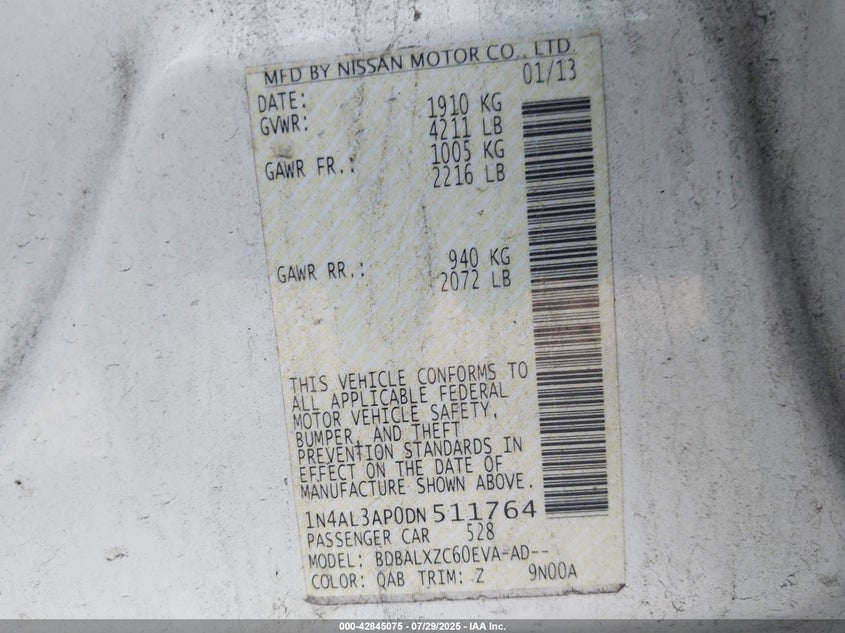 MFD BY NISSAN MOTOR CO., LTD.
DATE: 01/13
GVWR: 1910 KG
4211 LB
GAWR FR.: 1005 KG
2216 LB
GAWR RR.: 940 KG
2072 LB
THIS VEHICLE CONFORMS TO
ALL APPLICABLE FEDERAL
MOTOR VEHICLE SAFETY,
BUMPER, AND THEFT
PREVENTION STANDARDS IN
EFFECT ON THE DATE OF
MANUFACTURE SHOWN ABOVE.
1N4AL3AP0DN511764
PASSENGER CAR 528
MODEL: BDBALXZC60EVA-AD--
COLOR: QAB TRIM: Z 9N00A
000-42845075 - 07/29/2025 - IAA Inc.